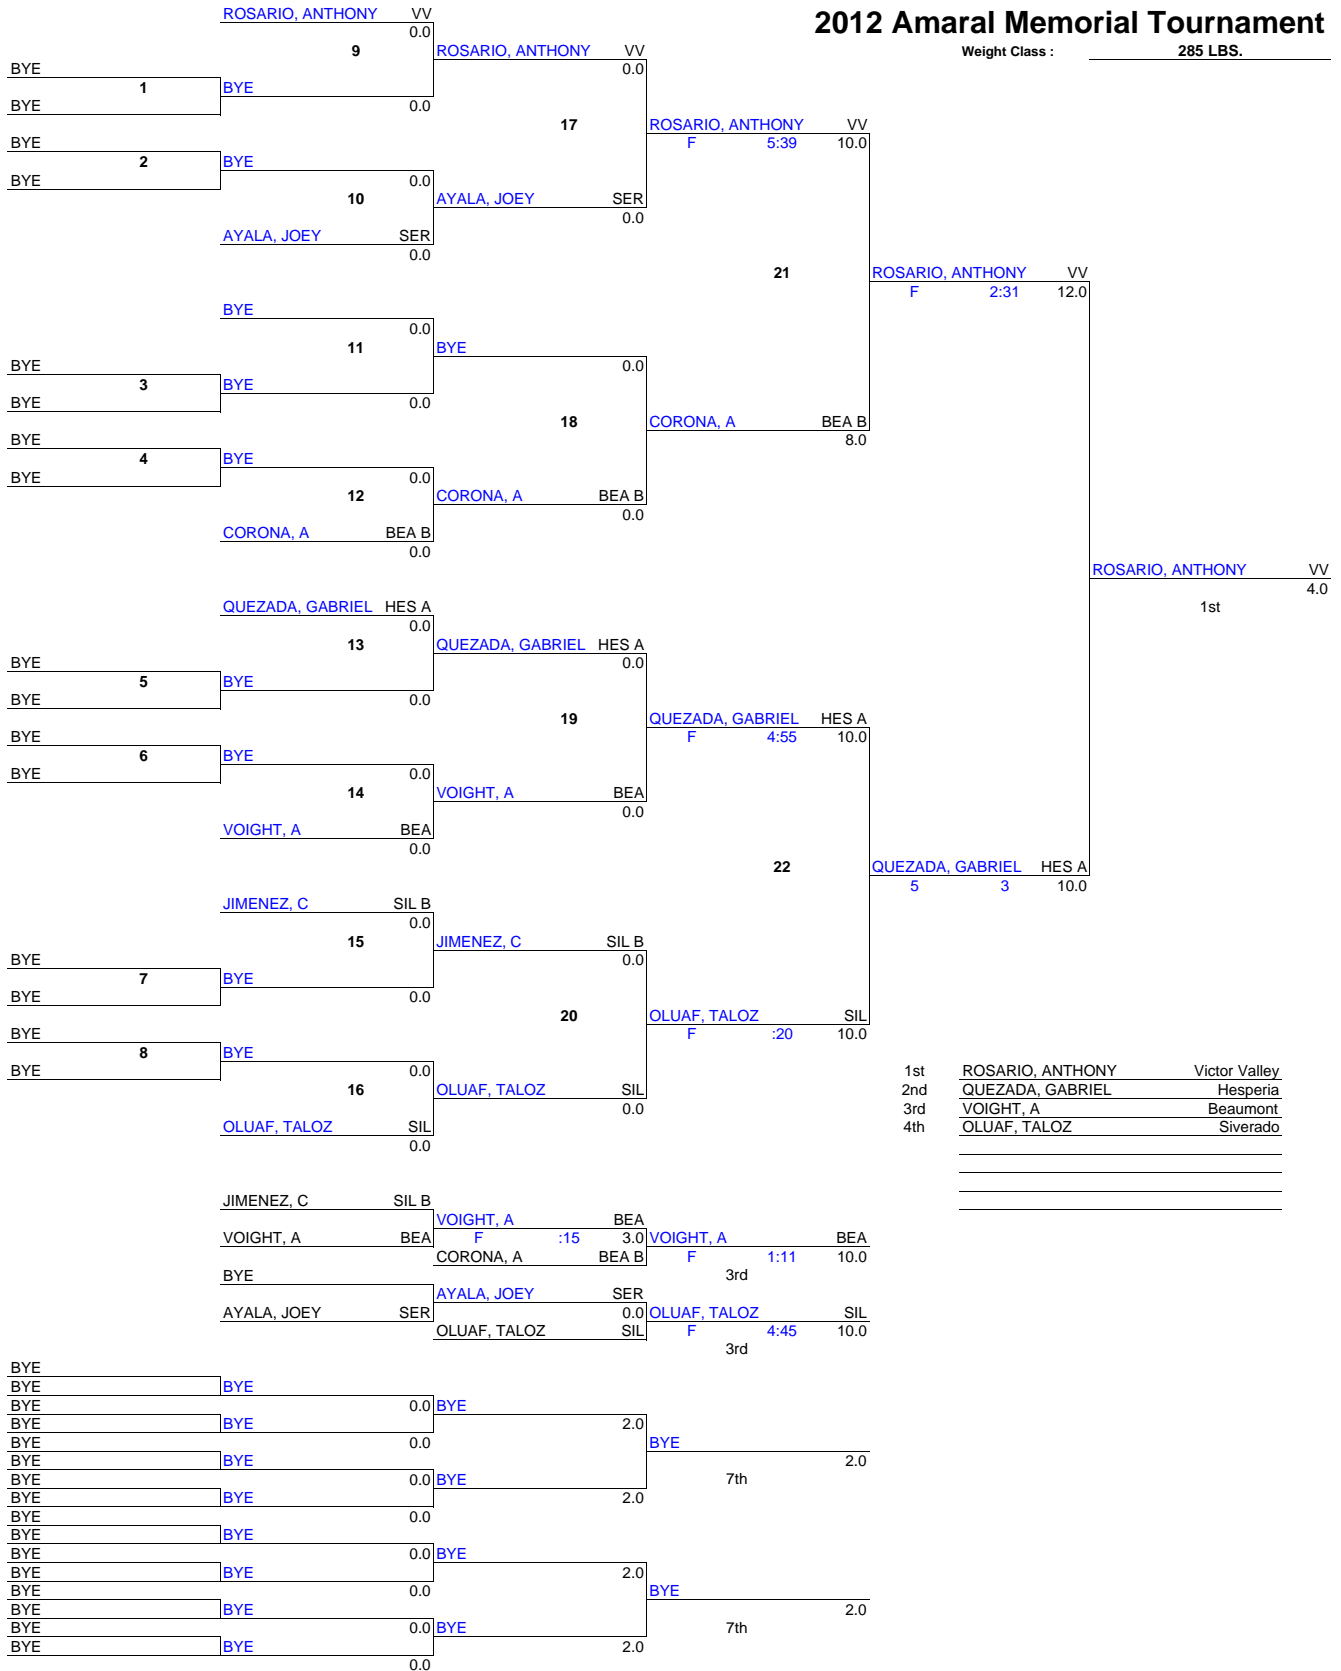 2012 Amaral Memorial Tournament
Weight Class : 285 LBS.
ROSARIO, ANTHONY VV
0.0
9
ROSARIO, ANTHONY VV
0.0
BYE
1
BYE
BYE
0.0
17
ROSARIO, ANTHONY VV
F 5:39 10.0
BYE
2
BYE
BYE
0.0
10
AYALA, JOEY SER
0.0
AYALA, JOEY SER
0.0
21
ROSARIO, ANTHONY VV
F 2:31 12.0
BYE
0.0
11
BYE
0.0
BYE
3
BYE
BYE
0.0
18
CORONA, A BEA B
8.0
BYE
4
BYE
BYE
0.0
12
CORONA, A BEA B
0.0
CORONA, A BEA B
0.0
ROSARIO, ANTHONY VV
4.0
1st
QUEZADA, GABRIEL HES A
0.0
13
QUEZADA, GABRIEL HES A
0.0
BYE
5
BYE
BYE
0.0
19
QUEZADA, GABRIEL HES A
F 4:55 10.0
BYE
6
BYE
BYE
0.0
14
VOIGHT, A BEA
0.0
VOIGHT, A BEA
0.0
22
QUEZADA, GABRIEL HES A
5 3 10.0
JIMENEZ, C SIL B
0.0
15
JIMENEZ, C SIL B
0.0
BYE
7
BYE
BYE
0.0
20
OLUAF, TALOZ SIL
F :20 10.0
BYE
8
BYE
BYE
0.0
16
OLUAF, TALOZ SIL
0.0
OLUAF, TALOZ SIL
0.0
1st ROSARIO, ANTHONY Victor Valley
2nd QUEZADA, GABRIEL Hesperia
3rd VOIGHT, A Beaumont
4th OLUAF, TALOZ Siverado
JIMENEZ, C SIL B
VOIGHT, A BEA
VOIGHT, A BEA
F :15 3.0
CORONA, A BEA B
VOIGHT, A BEA
F 1:11 10.0
3rd
BYE
AYALA, JOEY SER
AYALA, JOEY SER
0.0
OLUAF, TALOZ SIL
OLUAF, TALOZ SIL
F 4:45 10.0
3rd
BYE
BYE BYE
BYE 0.0 BYE
BYE BYE 2.0
BYE 0.0 BYE
BYE BYE 2.0
BYE 0.0 BYE 7th
BYE BYE 2.0
BYE 0.0
BYE BYE
BYE 0.0 BYE
BYE BYE 2.0
BYE 0.0 BYE
BYE BYE 2.0
BYE 0.0 BYE 7th
BYE BYE 2.0
0.0